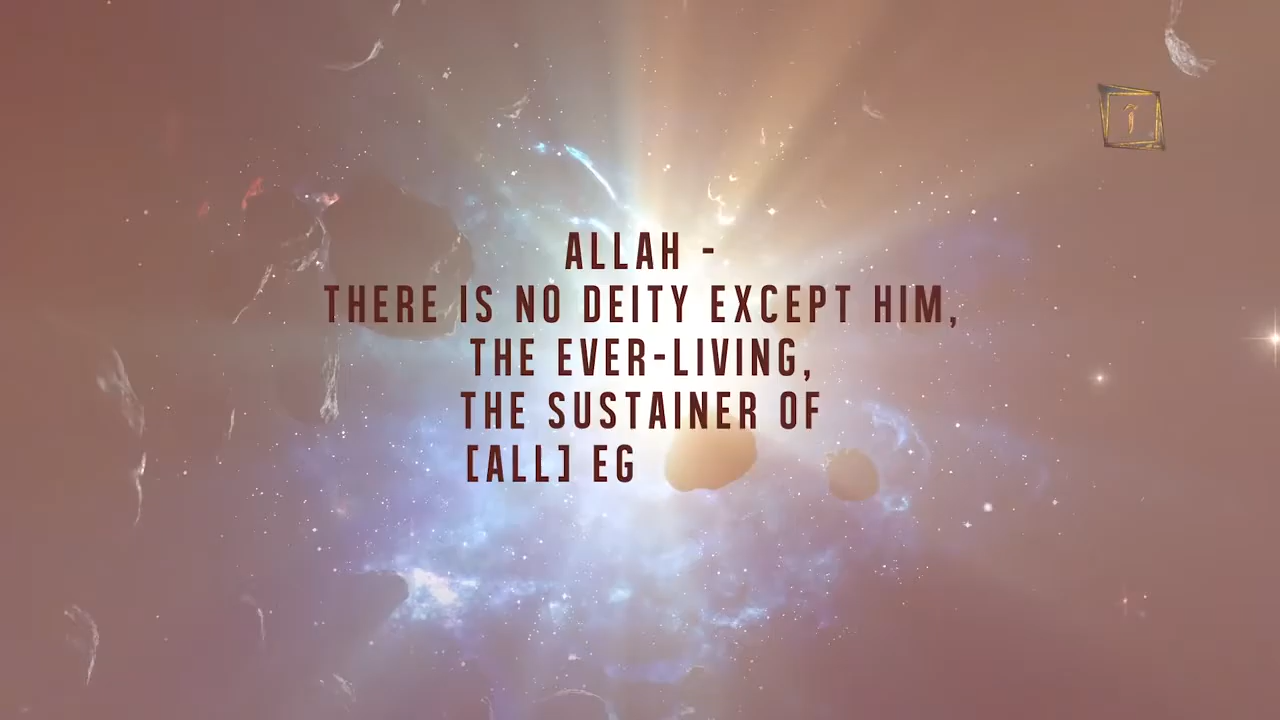 ALLAH -
THERE IS NO DEITY EXCEPT HIM,
THE EVER-LIVING,
THE SUSTAINER OF
[ALL] EG